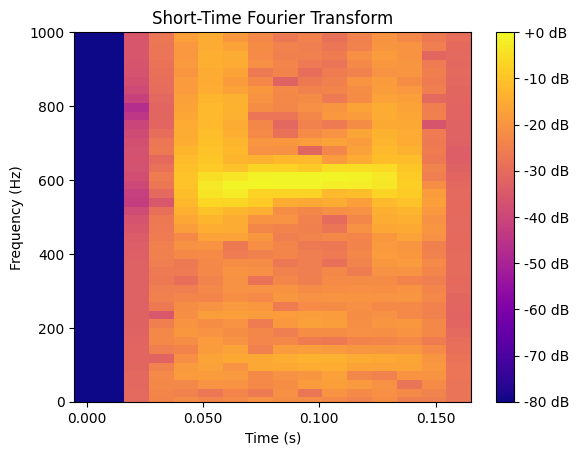 Short-Time Fourier Transform
1000
800
600
400
200
0
Frequency (Hz)
0.000
0.050
0.100
0.150
Time (s)
+0 dB
-10 dB
-20 dB
-30 dB
-40 dB
-50 dB
-60 dB
-70 dB
-80 dB